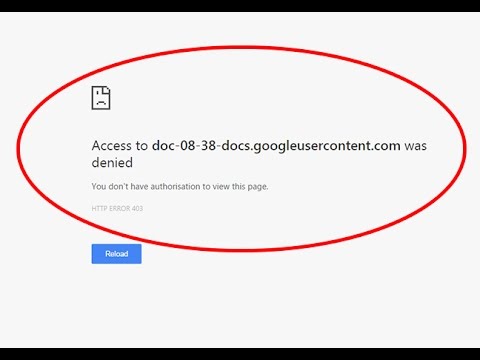 Access to doc-08-38-docs.googleusercontent.com was
denied
You don't have authorisation to view this page.
HTTP ERROR 403
Reload